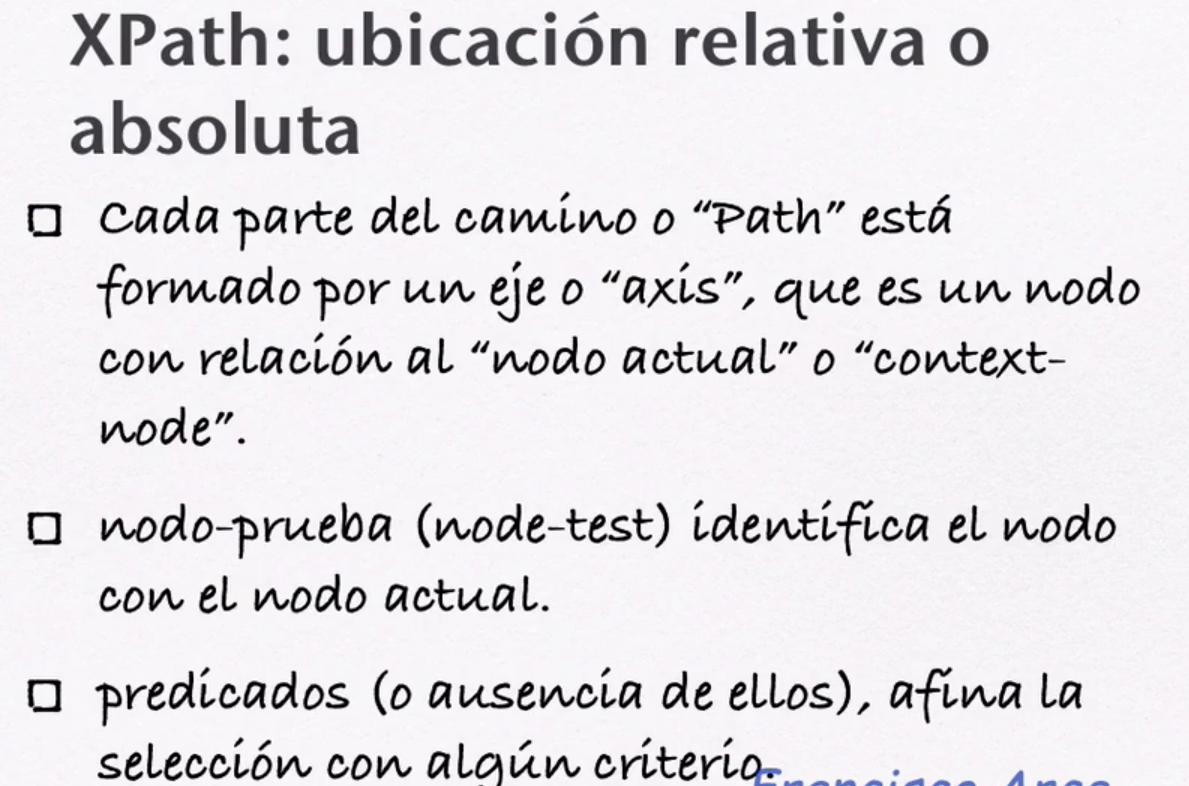 XPath: ubicación relativa o
absoluta
Cada parte del camino o “Path” está
formado por un eje o “axis”, que es un nodo
con relación al “nodo actual” o “context-
node”.
nodo-prueba (node-test) identifica el nodo
con el nodo actual.
predicados (o ausencia de ellos), afina la
selección con algún criterio.
Francisco